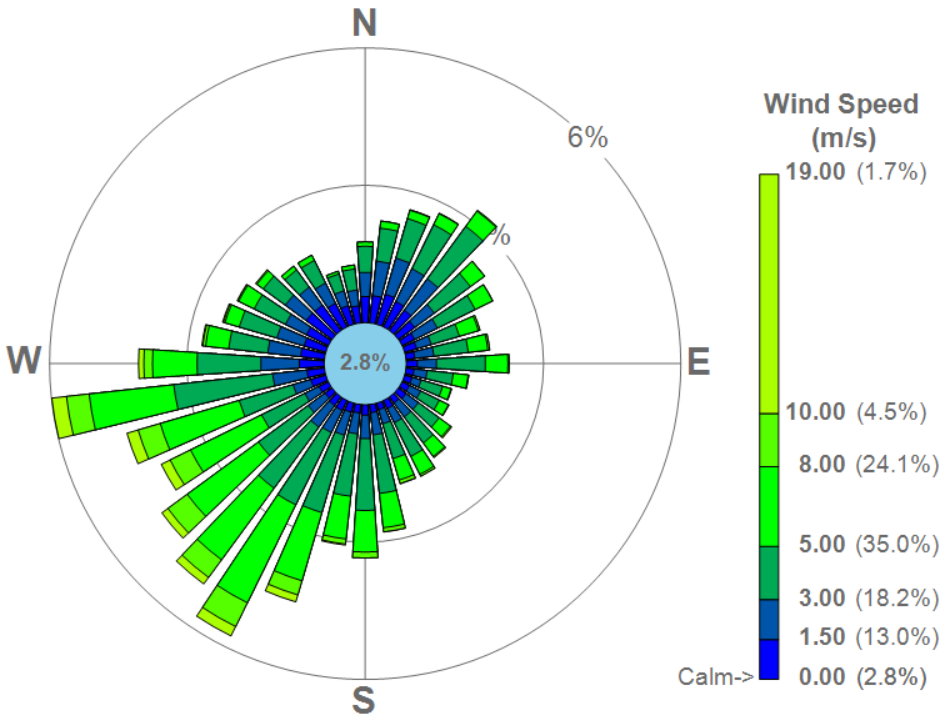 N
6%
%
2.8%
W
E
S
Wind Speed
(m/s)
19.00 (1.7%)
10.00 (4.5%)
8.00 (24.1%)
5.00 (35.0%)
3.00 (18.2%)
1.50 (13.0%)
Calm-> 0.00 (2.8%)